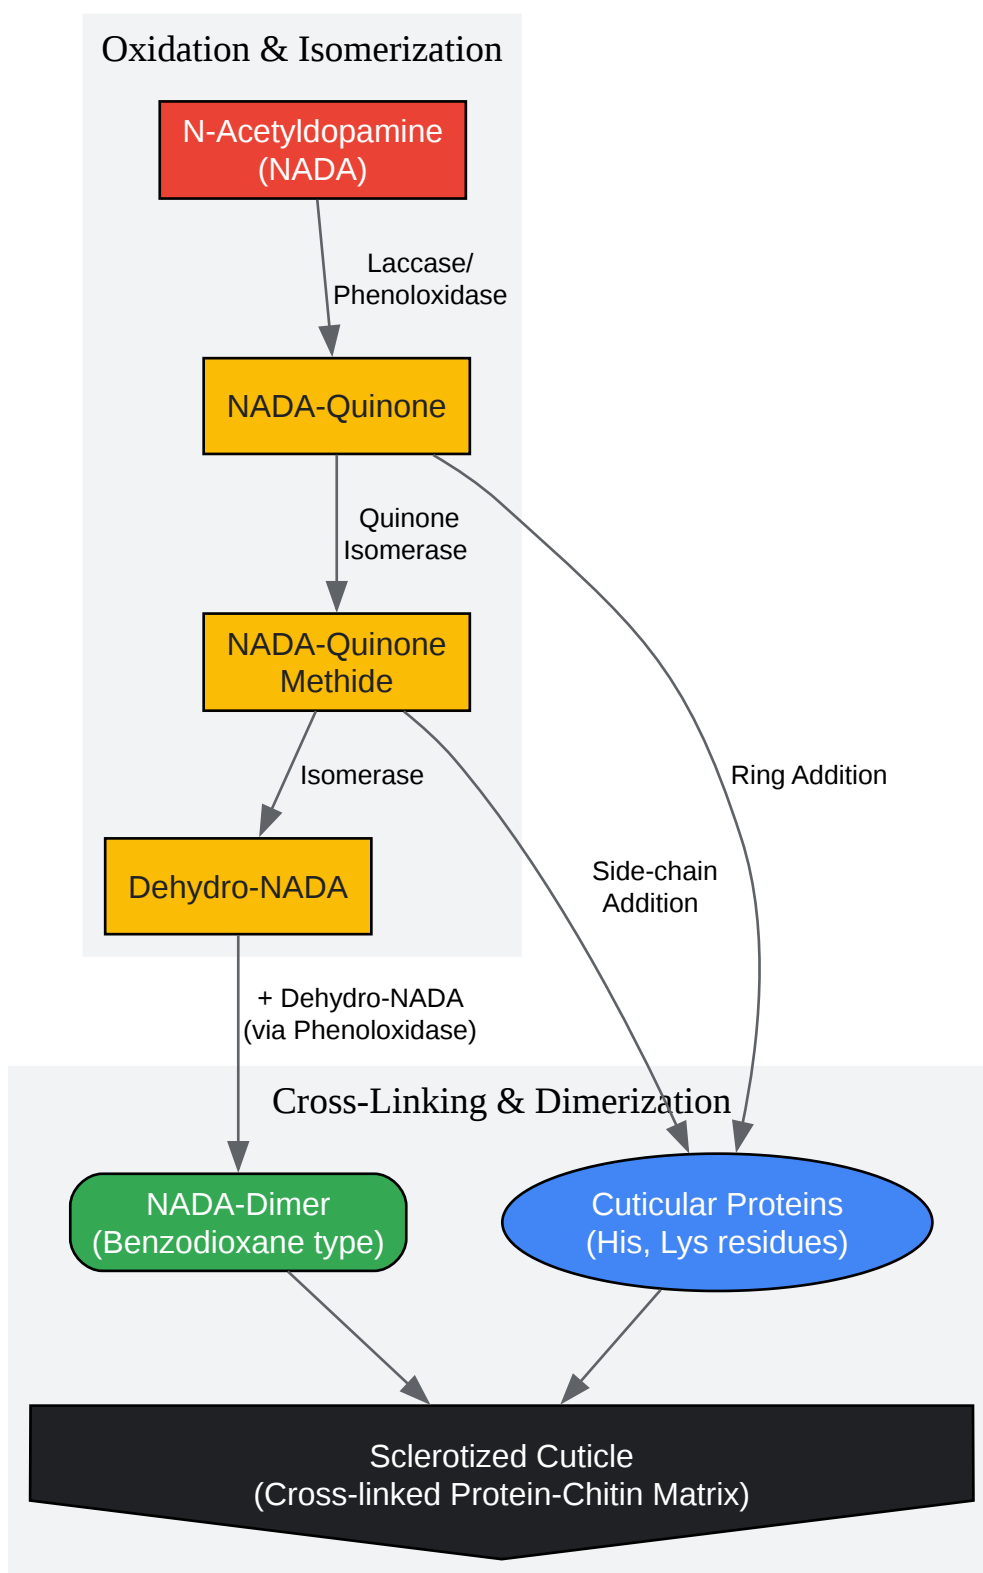 Oxidation & Isomerization
N-Acetyldopamine
(NADA)
Laccase/
Phenoloxidase
NADA-Quinone
Quinone
Isomerase
NADA-Quinone
Methide
Isomerase
Ring Addition
Dehydro-NADA
Side-chain
Addition
+ Dehydro-NADA
(via Phenoloxidase)
Cross-Linking & Dimerization
NADA-Dimer
(Benzodioxane type)
Cuticular Proteins
(His, Lys residues)
Sclerotized Cuticle
(Cross-linked Protein-Chitin Matrix)